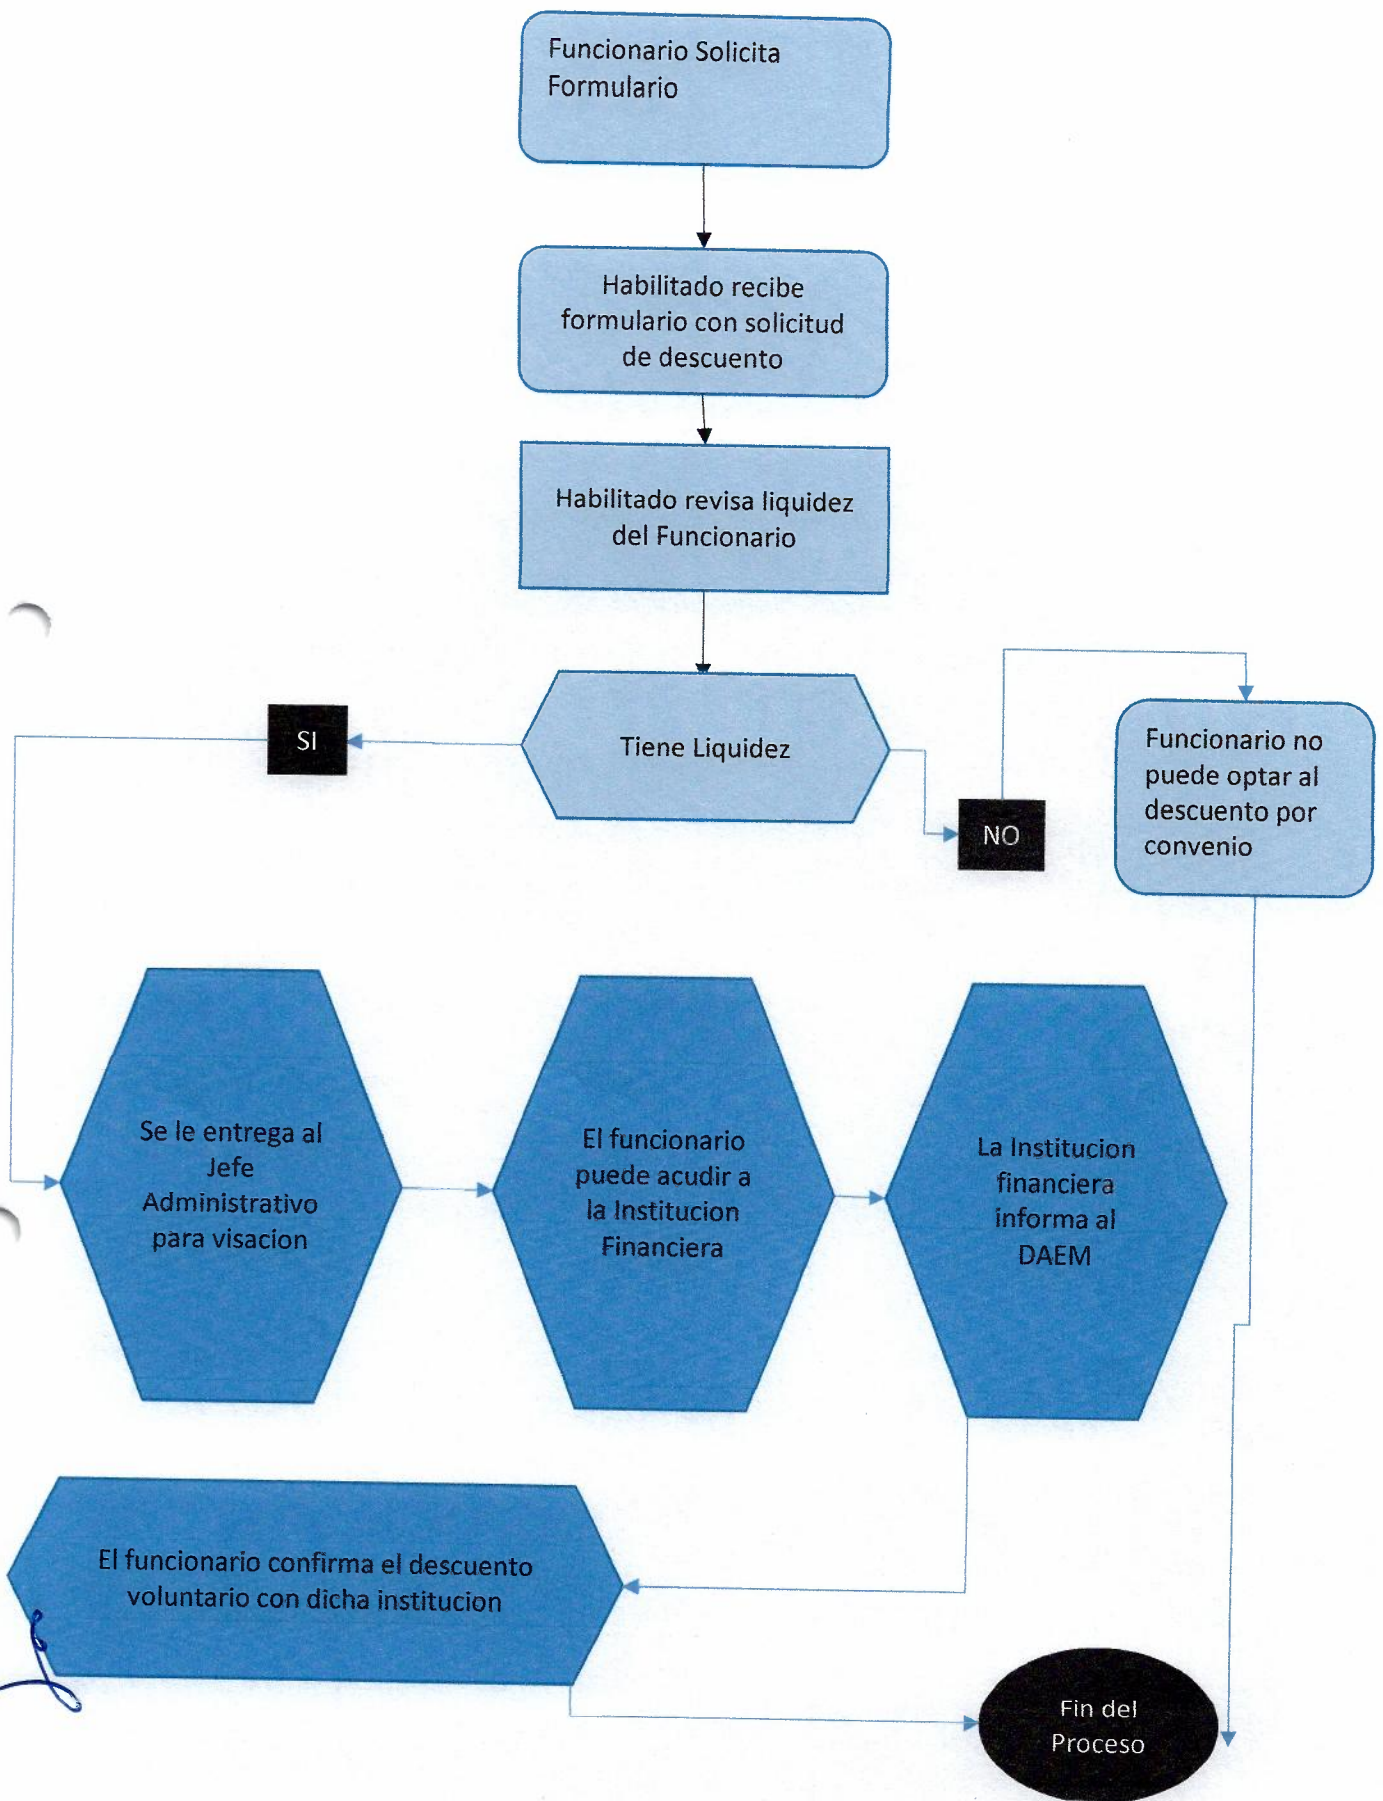 Funcionario Solicita
Formulario
Habilitado recibe
formulario con solicitud
de descuento
Habilitado revisa liquidez
del Funcionario
Tiene Liquidez
SI
NO
Funcionario no
puede optar al
descuento por
convenio
Se le entrega al
Jefe
Administrativo
para visacion
El funcionario
puede acudir a
la Institucion
Financiera
La Institucion
financiera
informa al
DAEM
El funcionario confirma el descuento
voluntario con dicha institucion
Fin del
Proceso